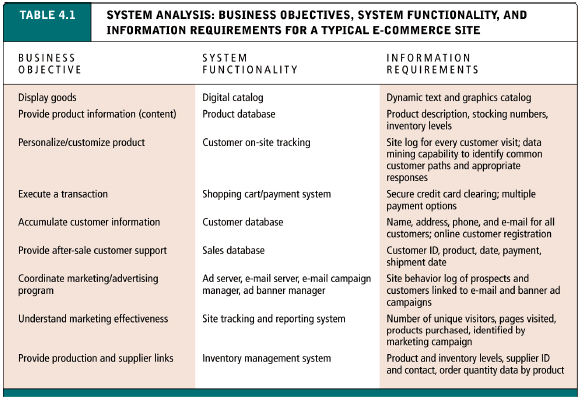 TABLE 4.1
SYSTEM ANALYSIS: BUSINESS OBJECTIVES, SYSTEM FUNCTIONALITY, AND
INFORMATION REQUIREMENTS FOR A TYPICAL E-COMMERCE SITE
BUSINESS OBJECTIVE
SYSTEM FUNCTIONALITY
INFORMATION REQUIREMENTS
Display goods
Digital catalog
Dynamic text and graphics catalog
Provide product information (content)
Product database
Product description, stocking numbers,
inventory levels
Personalize/customize product
Customer on-site tracking
Site log for every customer visit; data
mining capability to identify common
customer paths and appropriate
responses
Execute a transaction
Shopping cart/payment system
Secure credit card clearing; multiple
payment options
Accumulate customer information
Customer database
Name, address, phone, and e-mail for all
customers; online customer registration
Provide after-sale customer support
Sales database
Customer ID, product, date, payment,
shipment date
Coordinate marketing/advertising
program
Ad server, e-mail server, e-mail campaign
manager, ad banner manager
Site behavior log of prospects and
customers linked to e-mail and banner ad
campaigns
Understand marketing effectiveness
Site tracking and reporting system
Number of unique visitors, pages visited,
products purchased, identified by
marketing campaign
Provide production and supplier links
Inventory management system
Product and inventory levels, supplier ID
and contact, order quantity data by product